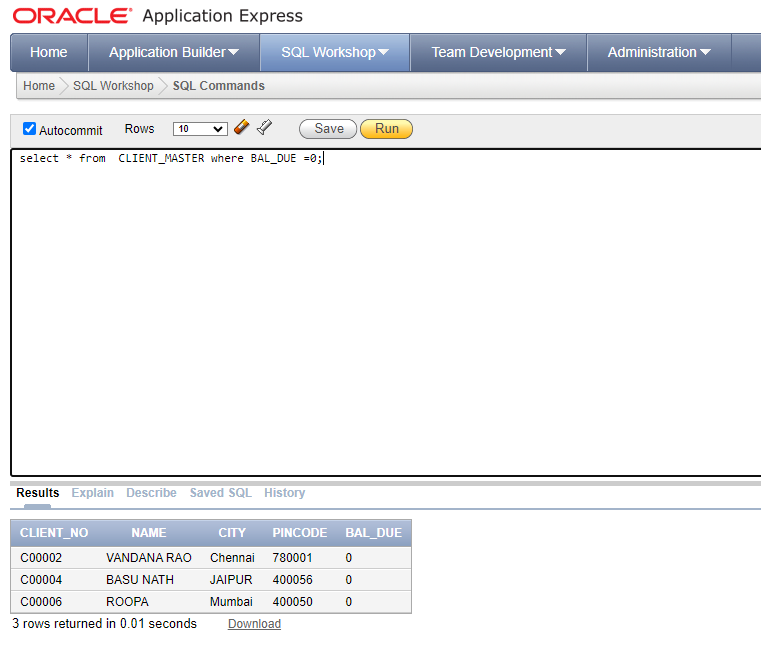 ORACLE® Application Express
Home Application Builder SQL Workshop Team Development Administration
Home SQL Workshop SQL Commands
Autocommit Rows 10 Save Run
select * from  CLIENT_MASTER where BAL_DUE =0;
Results Explain Describe Saved SQL History
CLIENT_NO NAME CITY PINCODE BAL_DUE
C00002 VANDANA RAO Chennai 780001 0
C00004 BASU NATH JAIPUR 400056 0
C00006 ROOPA Mumbai 400050 0
3 rows returned in 0.01 seconds Download